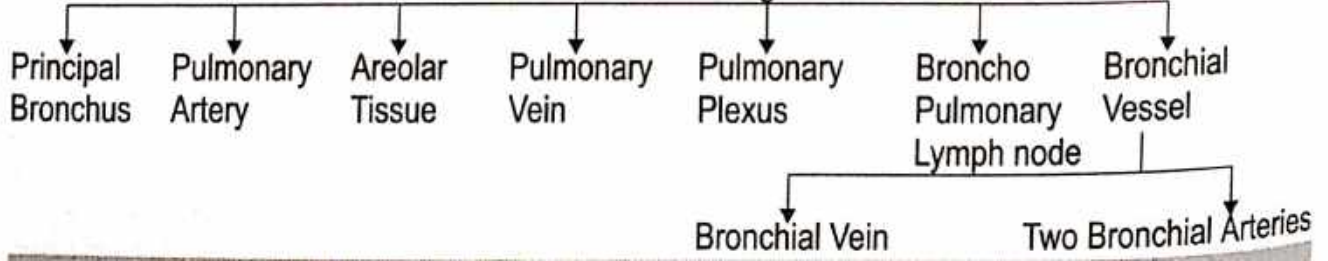 Principal Bronchus
Pulmonary Artery
Areolar Tissue
Pulmonary Vein
Pulmonary Plexus
Broncho Pulmonary Lymph node
Bronchial Vessel
Bronchial Vein
Two Bronchial Arteries